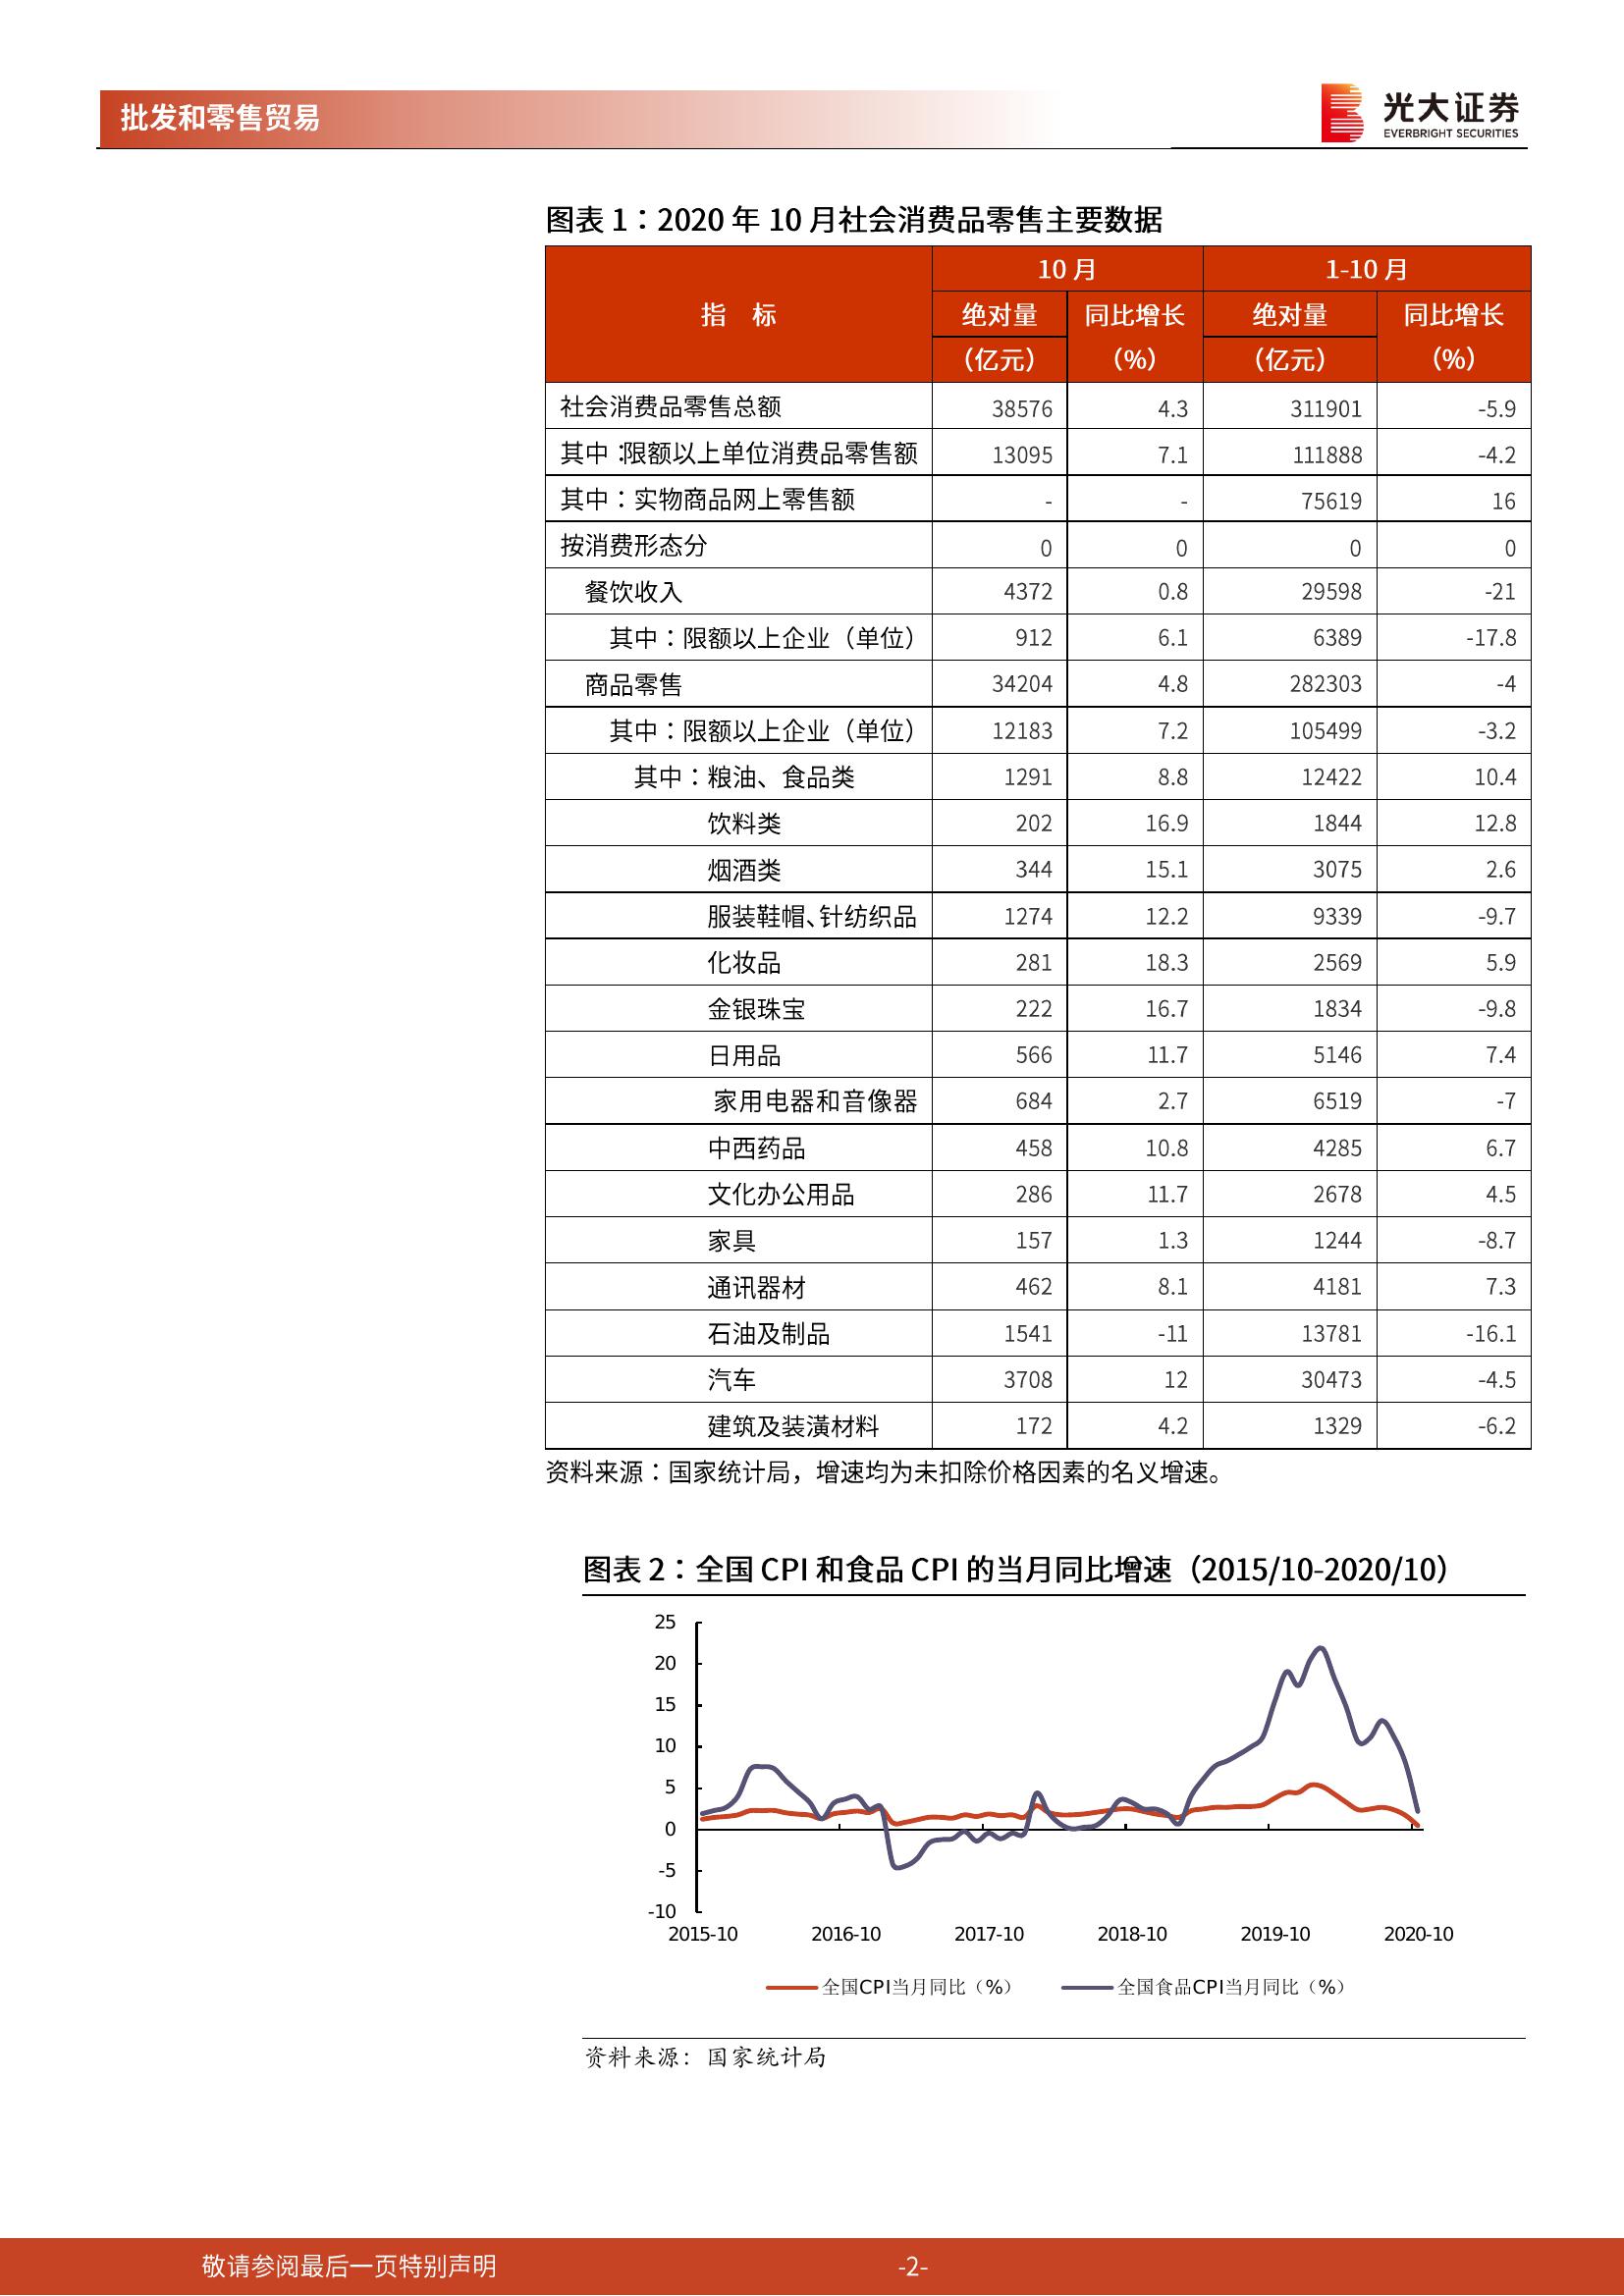 批发和零售贸易
光大证券
EVERBRIGHT SECURITIES
图表 1：2020 年 10 月社会消费品零售主要数据
指 标 10 月 1-10 月
绝对量 同比增长 绝对量 同比增长
（亿元） （%） （亿元） （%）
社会消费品零售总额 38576 4.3 311901 -5.9
其中：限额以上单位消费品零售额 13095 7.1 111888 -4.2
其中：实物商品网上零售额 - - 75619 16
按消费形态分 0 0 0 0
餐饮收入 4372 0.8 29598 -21
其中：限额以上企业（单位） 912 6.1 6389 -17.8
商品零售 34204 4.8 282303 -4
其中：限额以上企业（单位） 12183 7.2 105499 -3.2
其中：粮油、食品类 1291 8.8 12422 10.4
饮料类 202 16.9 1844 12.8
烟酒类 344 15.1 3075 2.6
服装鞋帽、针纺织品 1274 12.2 9339 -9.7
化妆品 281 18.3 2569 5.9
金银珠宝 222 16.7 1834 -9.8
日用品 566 11.7 5146 7.4
家用电器和音像器 684 2.7 6519 -7
中西药品 458 10.8 4285 6.7
文化办公用品 286 11.7 2678 4.5
家具 157 1.3 1244 -8.7
通讯器材 462 8.1 4181 7.3
石油及制品 1541 -11 13781 -16.1
汽车 3708 12 30473 -4.5
建筑及装潢材料 172 4.2 1329 -6.2
资料来源：国家统计局，增速均为未扣除价格因素的名义增速。
图表 2：全国 CPI 和食品 CPI 的当月同比增速（2015/10-2020/10）
25
20
15
10
5
0
-5
-10
2015-10 2016-10 2017-10 2018-10 2019-10 2020-10
全国CPI当月同比（%） 全国食品CPI当月同比（%）
资料来源：国家统计局
敬请参阅最后一页特别声明 -2-